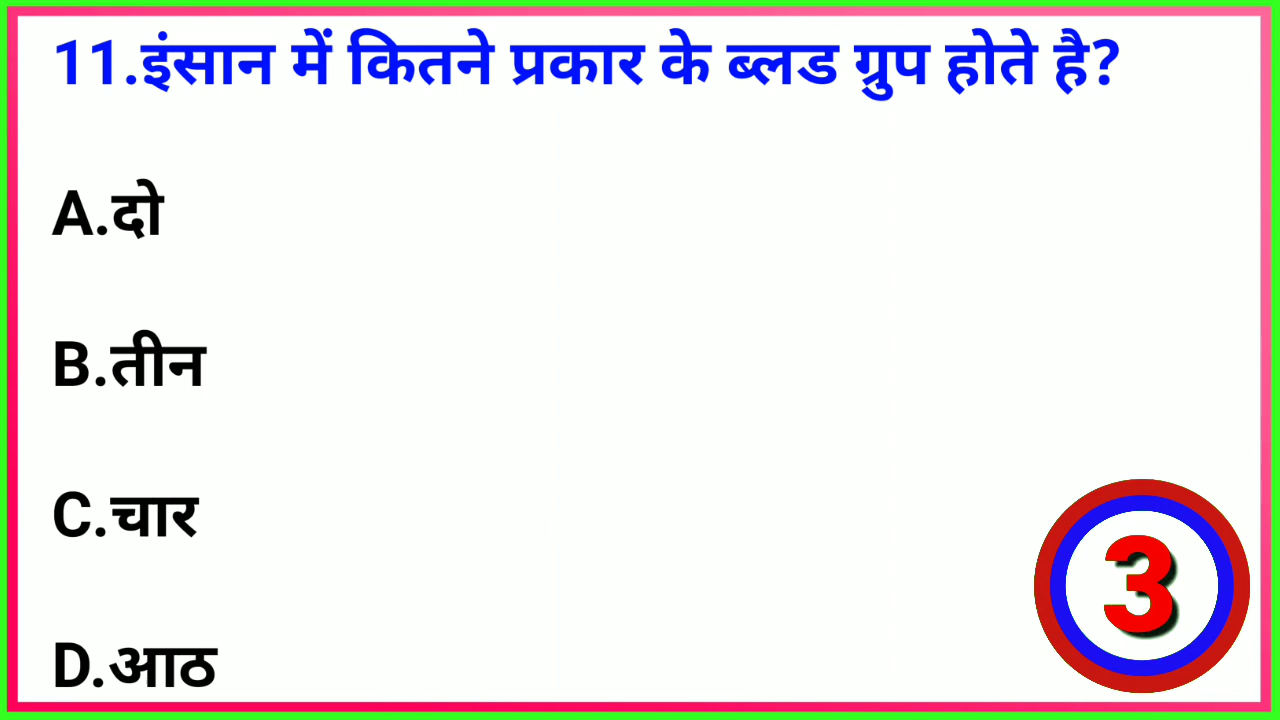 11.इंसान में कितने प्रकार के ब्लड ग्रुप होते है?
A.दो
B.तीन
C.चार
D.आठ
3